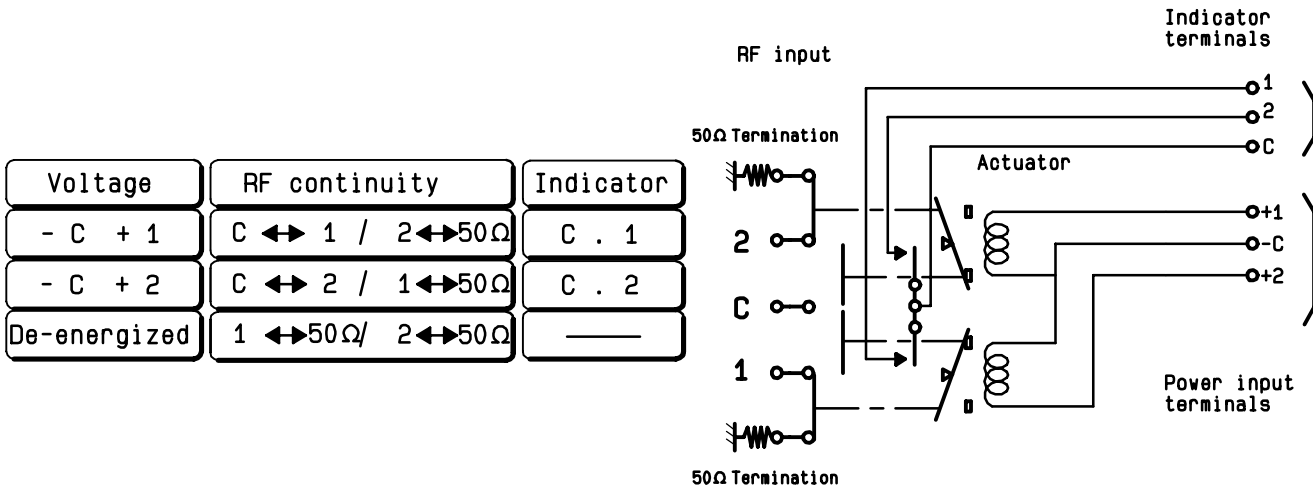 Voltage RF continuity Indicator
- C + 1 C ↔ 1 / 2↔50Ω C . 1
- C + 2 C ↔ 2 / 1↔50Ω C . 2
De-energized 1 ↔50Ω/ 2↔50Ω ———
RF input
Indicator
terminals
1
2
C
50Ω Termination
Actuator
2
C
1
+1
-C
+2
Power input
terminals
50Ω Termination